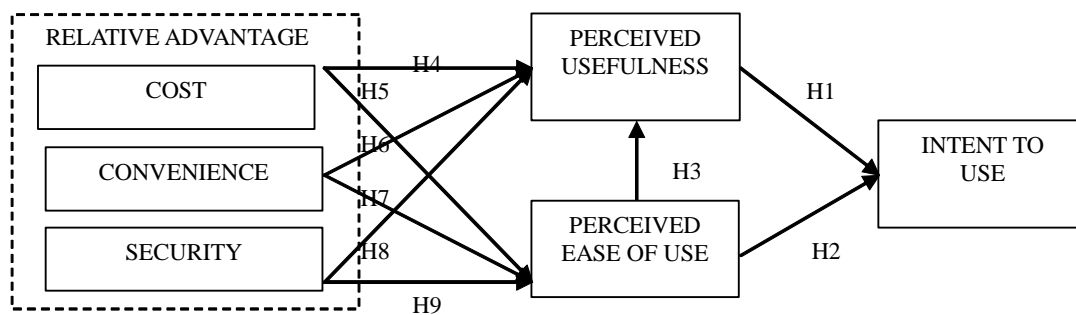 RELATIVE ADVANTAGE
COST
CONVENIENCE
SECURITY
H4
H5
H6
H7
H8
H9
PERCEIVED
USEFULNESS
H3
PERCEIVED
EASE OF USE
H1
H2
INTENT TO
USE